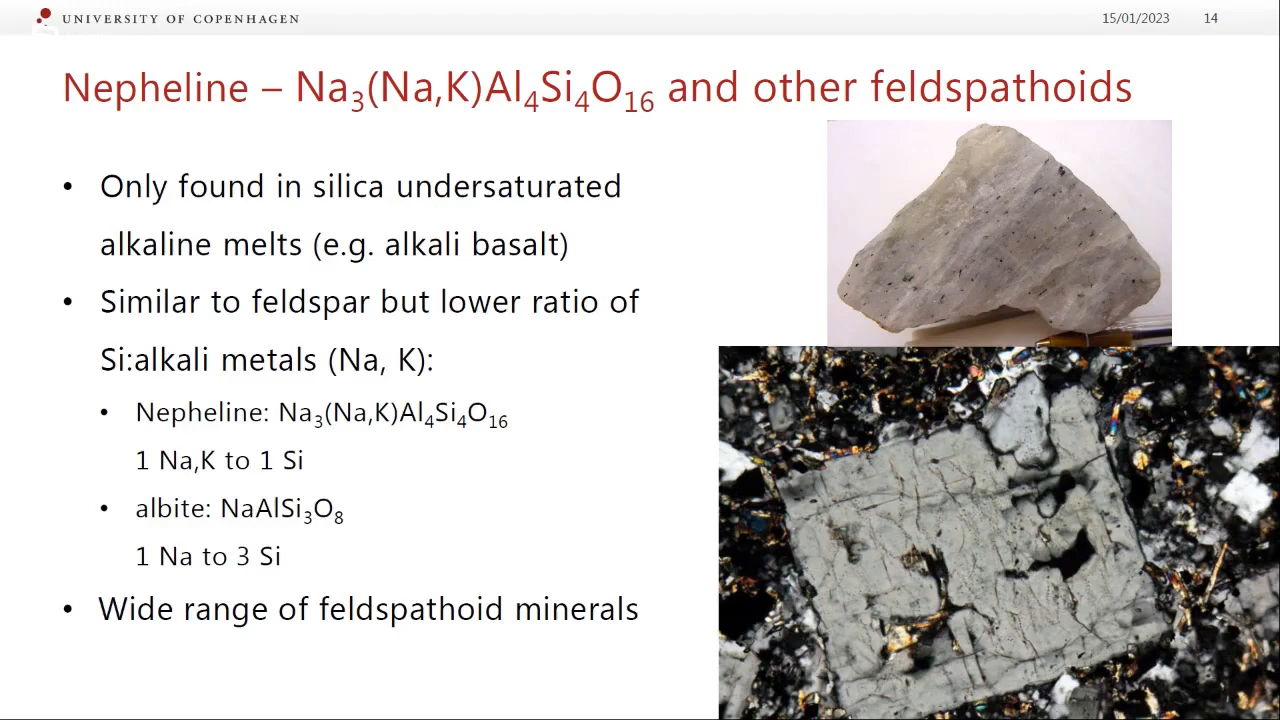 UNIVERSITY OF COPENHAGEN
15/01/2023 14
Nepheline – Na₃(Na,K)Al₄Si₄O₁₆ and other feldspathoids
• Only found in silica undersaturated
alkaline melts (e.g. alkali basalt)
• Similar to feldspar but lower ratio of
Si:alkali metals (Na, K):
• Nepheline: Na₃(Na,K)Al₄Si₄O₁₆
1 Na,K to 1 Si
• albite: NaAlSi₃O₈
1 Na to 3 Si
• Wide range of feldspathoid minerals